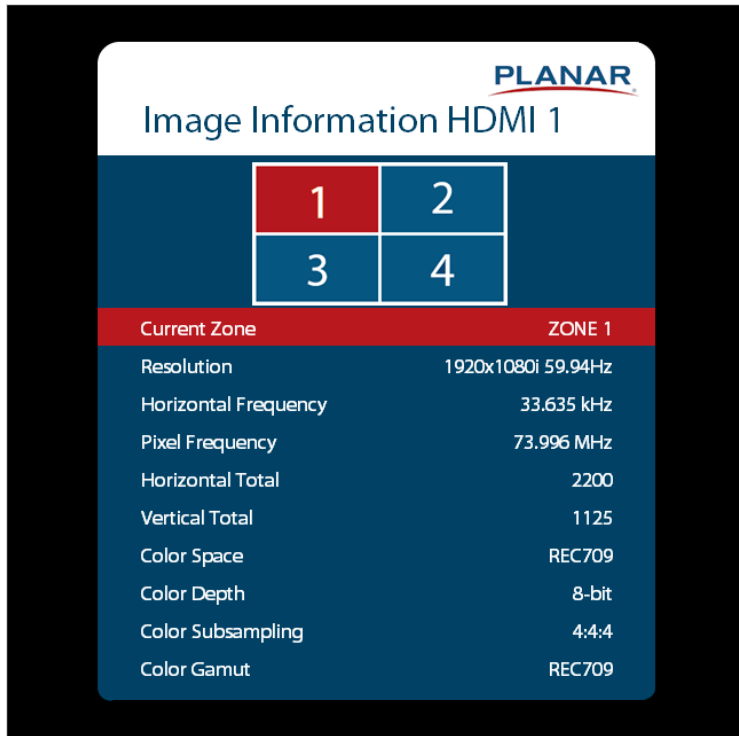 PLANAR
Image Information HDMI 1
1 2
3 4
Current Zone ZONE 1
Resolution 1920x1080i 59.94Hz
Horizontal Frequency 33.635 kHz
Pixel Frequency 73.996 MHz
Horizontal Total 2200
Vertical Total 1125
Color Space REC709
Color Depth 8-bit
Color Subsampling 4:4:4
Color Gamut REC709